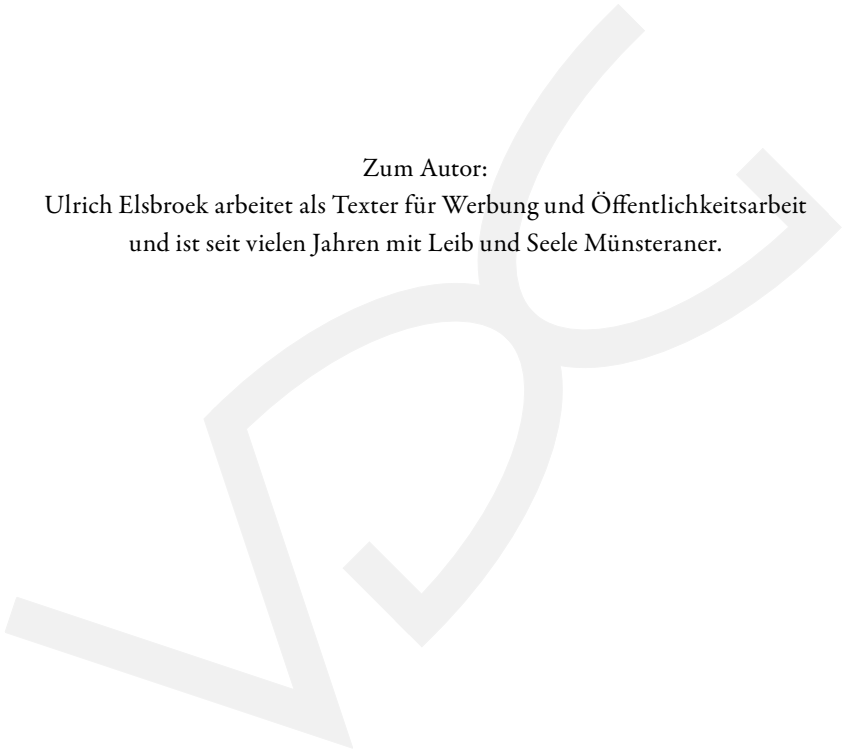 Zum Autor:
Ulrich Elsbroek arbeitet als Texter für Werbung und Öffentlichkeitsarbeit
und ist seit vielen Jahren mit Leib und Seele Münsteraner.
VDG